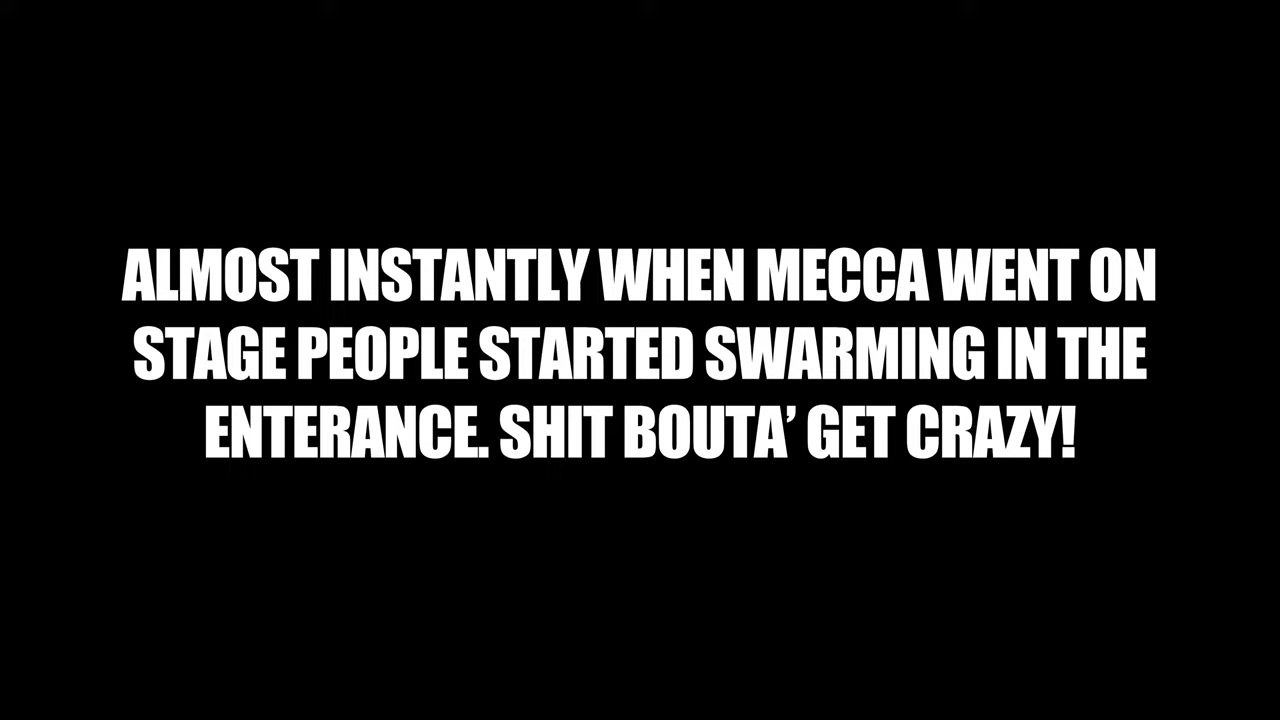 ALMOST INSTANTLY WHEN MECCA WENT ON
STAGE PEOPLE STARTED SWARMING IN THE
ENTERANCE. SHIT BOUTA’ GET CRAZY!